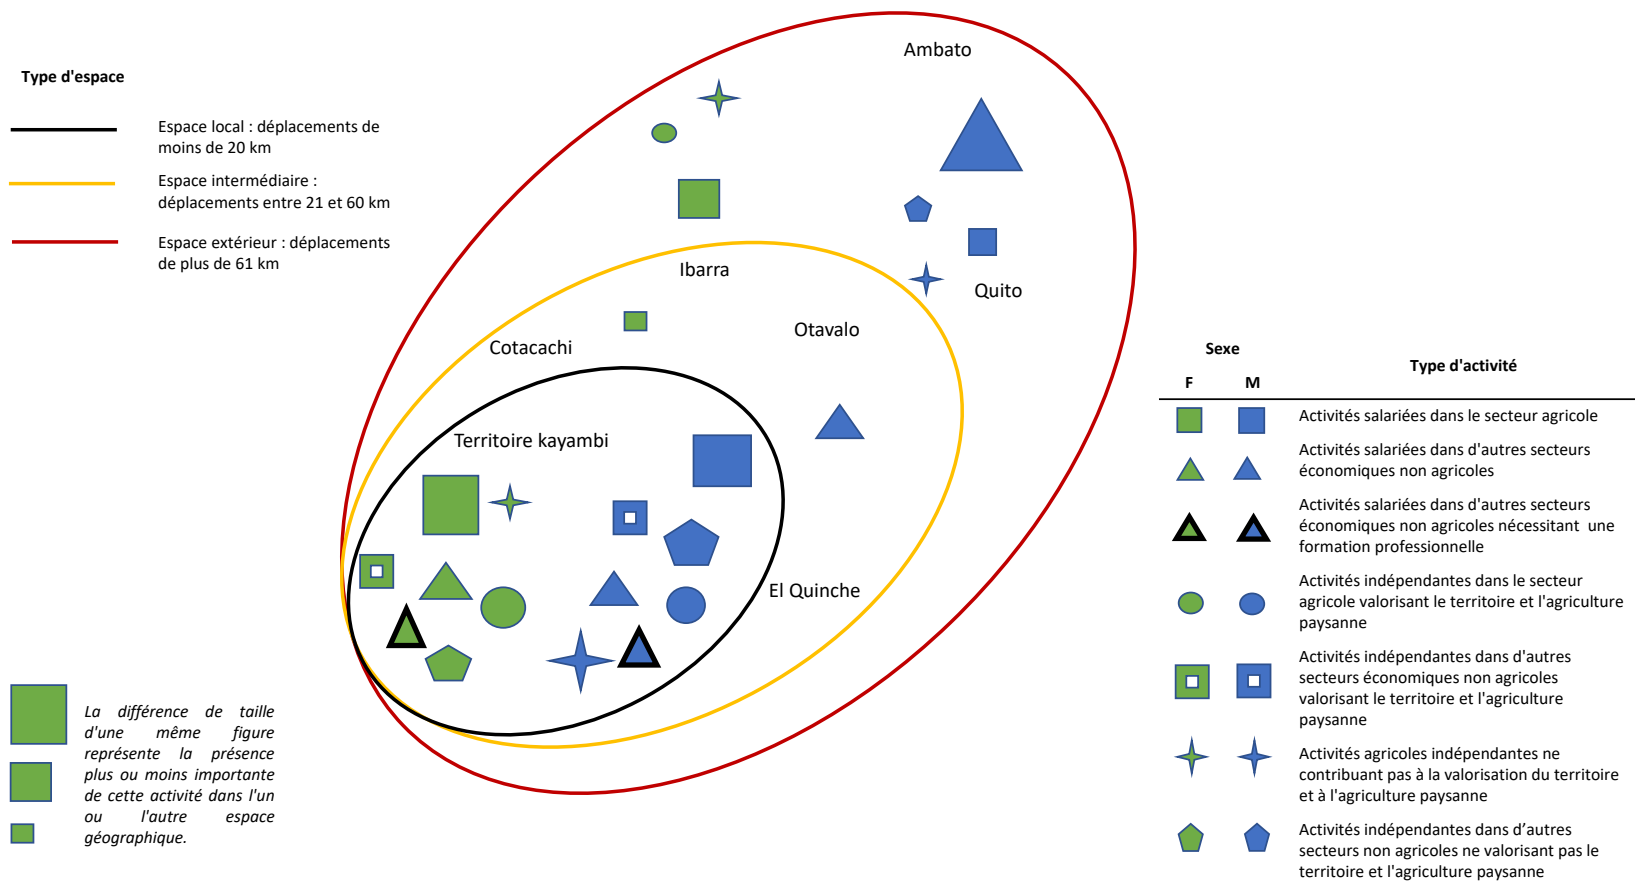 Type d'espace
Espace local : déplacements de
moins de 20 km
Espace intermédiaire :
déplacements entre 21 et 60 km
Espace extérieur : déplacements
de plus de 61 km
Ambato
Quito
Ibarra
Otavalo
Cotacachi
Territoire kayambi
El Quinche
La différence de taille
d'une même figure
représente la présence
plus ou moins importante
de cette activité dans l'un
ou l'autre espace
géographique.
Sexe
Type d'activité
F M
Activités salariées dans le secteur agricole
Activités salariées dans d'autres secteurs
économiques non agricoles
Activités salariées dans d'autres secteurs
économiques non agricoles nécessitant une
formation professionnelle
Activités indépendantes dans le secteur
agricole valorisant le territoire et l'agriculture
paysanne
Activités indépendantes dans d'autres
secteurs économiques non agricoles
valorisant le territoire et l'agriculture
paysanne
Activités agricoles indépendantes ne
contribuant pas à la valorisation du territoire
et à l'agriculture paysanne
Activités indépendantes dans d’autres
secteurs non agricoles ne valorisant pas le
territoire et l'agriculture paysanne